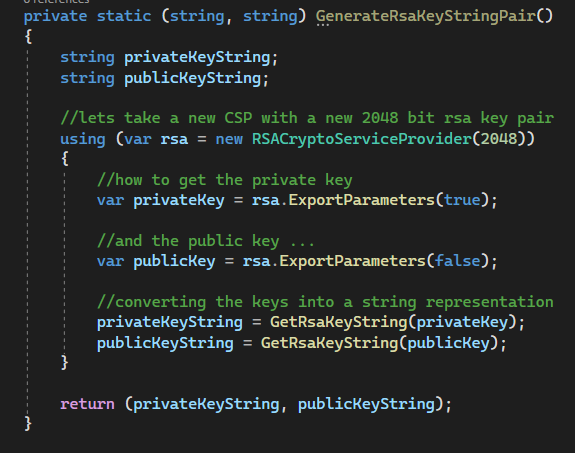 0 references
private static (string, string) GenerateRsaKeyStringPair()
{
string privateKeyString;
string publicKeyString;
//lets take a new CSP with a new 2048 bit rsa key pair
using (var rsa = new RSACryptoServiceProvider(2048))
{
//how to get the private key
var privateKey = rsa.ExportParameters(true);
//and the public key ...
var publicKey = rsa.ExportParameters(false);
//converting the keys into a string representation
privateKeyString = GetRsaKeyString(privateKey);
publicKeyString = GetRsaKeyString(publicKey);
}
return (privateKeyString, publicKeyString);
}